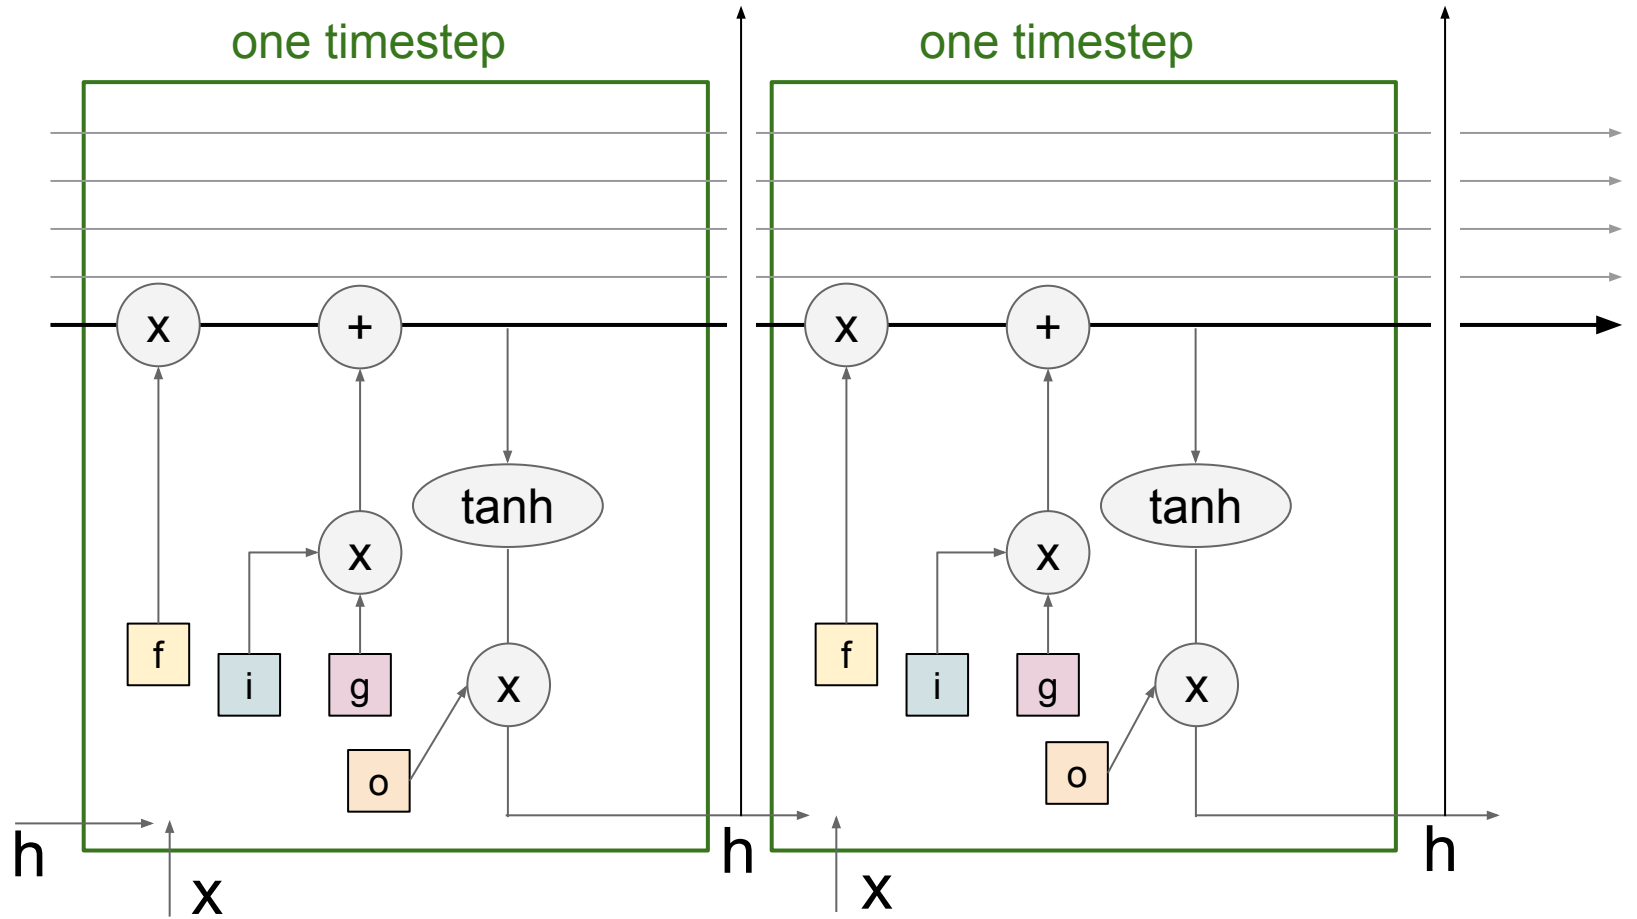 one timestep
one timestep
x
+
x
+
tanh
tanh
x
x
f
i
g
x
f
i
g
x
o
o
h
x
h
x
h